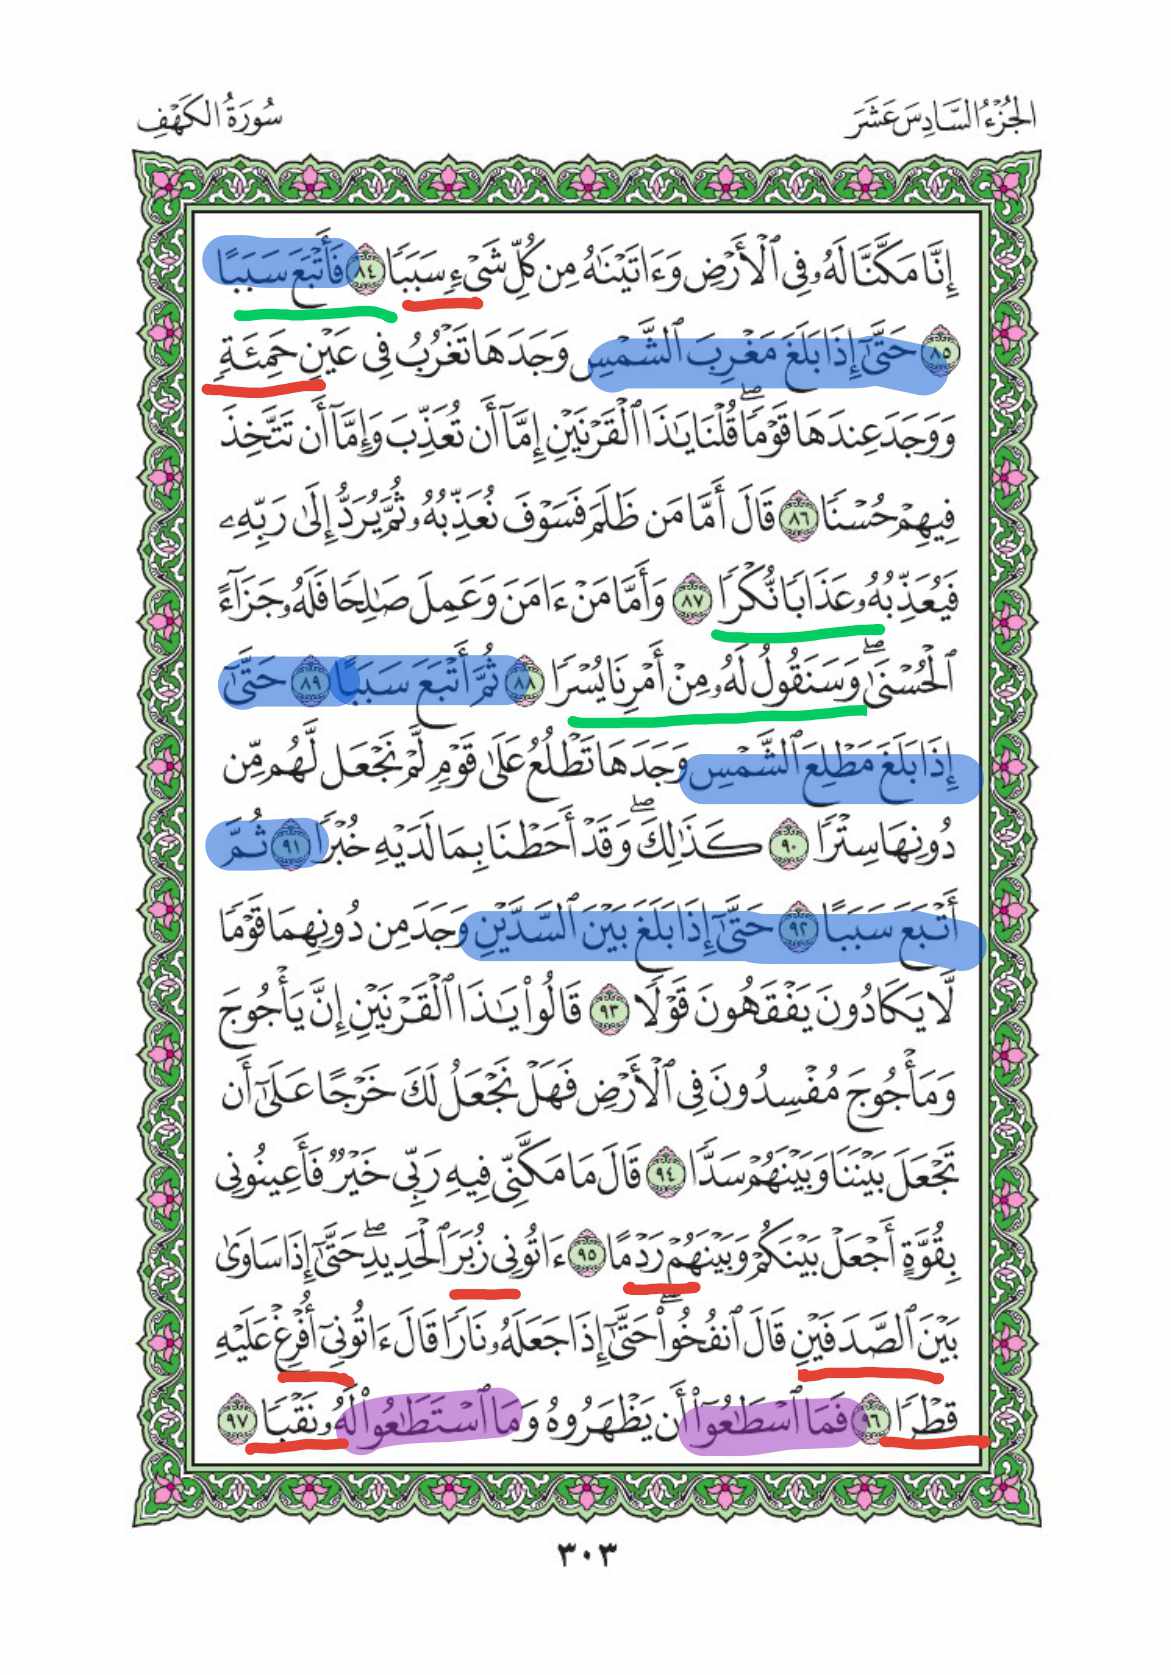 الجُزْءُ السَّادِسَ عَشَرَ
سُورَةُ الكَهْفِ
إِنَّا مَكَّنَّا لَهُۥ فِى ٱلْأَرْضِ وَءَاتَيْنَٰهُ مِن كُلِّ شَىْءٍ سَبَبًا ٨٤ فَأَتْبَعَ سَبَبًا
٨٥ حَتَّىٰٓ إِذَا بَلَغَ مَغْرِبَ ٱلشَّمْسِ وَجَدَهَا تَغْرُبُ فِى عَيْنٍ حَمِئَةٍ
وَوَجَدَ عِندَهَا قَوْمًا ۖ قُلْنَا يَٰذَا ٱلْقَرْنَيْنِ إِمَّآ أَن تُعَذِّبَ وَإِمَّآ أَن تَتَّخِذَ
فِيهِمْ حُسْنًا ٨٦ قَالَ أَمَّا مَن ظَلَمَ فَسَوْفَ نُعَذِّبُهُۥ ثُمَّ يُرَدُّ إِلَىٰ رَبِّهِۦ
فَيُعَذِّبُهُۥ عَذَابًا نُّكْرًا ٨٧ وَأَمَّا مَنْ ءَامَنَ وَعَمِلَ صَٰلِحًا فَلَهُۥ جَزَآءً
ٱلْحُسْنَىٰ ۖ وَسَنَقُولُ لَهُۥ مِنْ أَمْرِنَا يُسْرًا ٨٨ ثُمَّ أَتْبَعَ سَبَبًا ٨٩ حَتَّىٰٓ
إِذَا بَلَغَ مَطْلِعَ ٱلشَّمْسِ وَجَدَهَا تَطْلُعُ عَلَىٰ قَوْمٍ لَّمْ نَجْعَل لَّهُم مِّن
دُونِهَا سِتْرًا ٩٠ كَذَٰلِكَ ۖ وَقَدْ أَحَطْنَا بِمَا لَدَيْهِ خُبْرًا ٩١ ثُمَّ
أَتْبَعَ سَبَبًا ٩٢ حَتَّىٰٓ إِذَا بَلَغَ بَيْنَ ٱلسَّدَّيْنِ وَجَدَ مِن دُونِهِمَا قَوْمًا
لَّا يَكَادُونَ يَفْقَهُونَ قَوْلًا ٩٣ قَالُوا۟ يَٰذَا ٱلْقَرْنَيْنِ إِنَّ يَأْجُوجَ
وَمَأْجُوجَ مُفْسِدُونَ فِى ٱلْأَرْضِ فَهَلْ نَجْعَلُ لَكَ خَرْجًا عَلَىٰٓ أَن
تَجْعَلَ بَيْنَنَا وَبَيْنَهُمْ سَدًّا ٩٤ قَالَ مَا مَكَّنِّى فِيهِ رَبِّى خَيْرٌ فَأَعِينُونِى
بِقُوَّةٍ أَجْعَلْ بَيْنَكُمْ وَبَيْنَهُمْ رَدْمًا ٩٥ ءَاتُونِى زُبَرَ ٱلْحَدِيدِ ۖ حَتَّىٰٓ إِذَا سَاوَىٰ
بَيْنَ ٱلصَّدَفَيْنِ قَالَ ٱنفُخُوا۟ ۖ حَتَّىٰٓ إِذَا جَعَلَهُۥ نَارًا قَالَ ءَاتُونِىٓ أُفْرِغْ عَلَيْهِ
قِطْرًا ٩٦ فَمَا ٱسْطَٰعُوٓا۟ أَن يَظْهَرُوهُ وَمَا ٱسْتَطَٰعُوا۟ لَهُۥ نَقْبًا ٩٧
٣٠٣